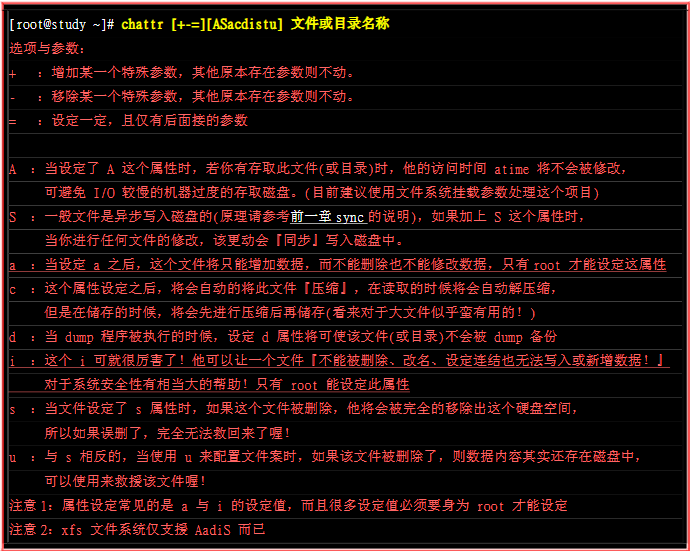 [root@study ~]# chattr [+-=][ASacdistu] 文件或目录名称
选项与参数：
+ ：增加某一个特殊参数，其他原本存在参数则不动。
- ：移除某一个特殊参数，其他原本存在参数则不动。
= ：设定一定，且仅有后面接的参数
A ：当设定了 A 这个属性时，若你有存取此文件(或目录)时，他的访问时间 atime 将不会被修改，
可避免 I/O 较慢的机器过度的存取磁盘。(目前建议使用文件系统挂载参数处理这个项目)
S ：一般文件是异步写入磁盘的(原理请参考前一章 sync 的说明)，如果加上 S 这个属性时，
当你进行任何文件的修改，该更动会『同步』写入磁盘中。
a ：当设定 a 之后，这个文件将只能增加数据，而不能删除也不能修改数据，只有root 才能设定这属性
c ：这个属性设定之后，将会自动的将此文件『压缩』，在读取的时候将会自动解压缩，
但是在储存的时候，将会先进行压缩后再储存(看来对于大文件似乎蛮有用的！)
d ：当 dump 程序被执行的时候，设定 d 属性将可使该文件(或目录)不会被 dump 备份
i ：这个 i 可就很厉害了！他可以让一个文件『不能被删除、改名、设定连结也无法写入或新增数据！』
对于系统安全性有相当大的帮助！只有 root 能设定此属性
s ：当文件设定了 s 属性时，如果这个文件被删除，他将会被完全的移除出这个硬盘空间，
所以如果误删了，完全无法救回来了喔！
u ：与 s 相反的，当使用 u 来配置文件案时，如果该文件被删除了，则数据内容其实还存在磁盘中，
可以使用来救援该文件喔！
注意1：属性设定常见的是 a 与 i 的设定值，而且很多设定值必须要身为 root 才能设定
注意2：xfs 文件系统仅支援 AadiS 而已